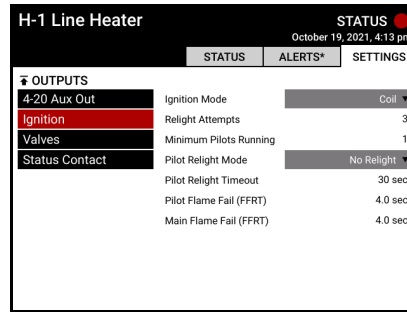 H-1 Line Heater
STATUS
October 19, 2021, 4:13 pm
STATUS
ALERTS*
SETTINGS
OUTPUTS
4-20 Aux Out
Ignition
Valves
Status Contact
Ignition Mode Coil
Relight Attempts 3
Minimum Pilots Running 1
Pilot Relight Mode No Relight
Pilot Relight Timeout 30 sec
Pilot Flame Fail (FFRT) 4.0 sec
Main Flame Fail (FFRT) 4.0 sec